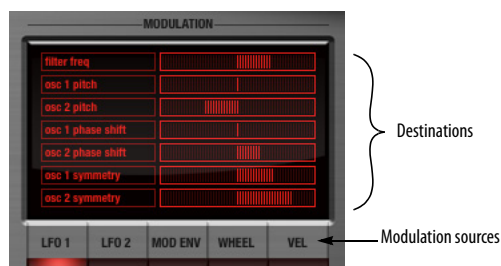 MODULATION
filter freq
osc 1 pitch
osc 2 pitch
osc 1 phase shift
osc 2 phase shift
osc 1 symmetry
osc 2 symmetry
Destinations
LFO 1 LFO 2 MOD ENV WHEEL VEL
Modulation sources